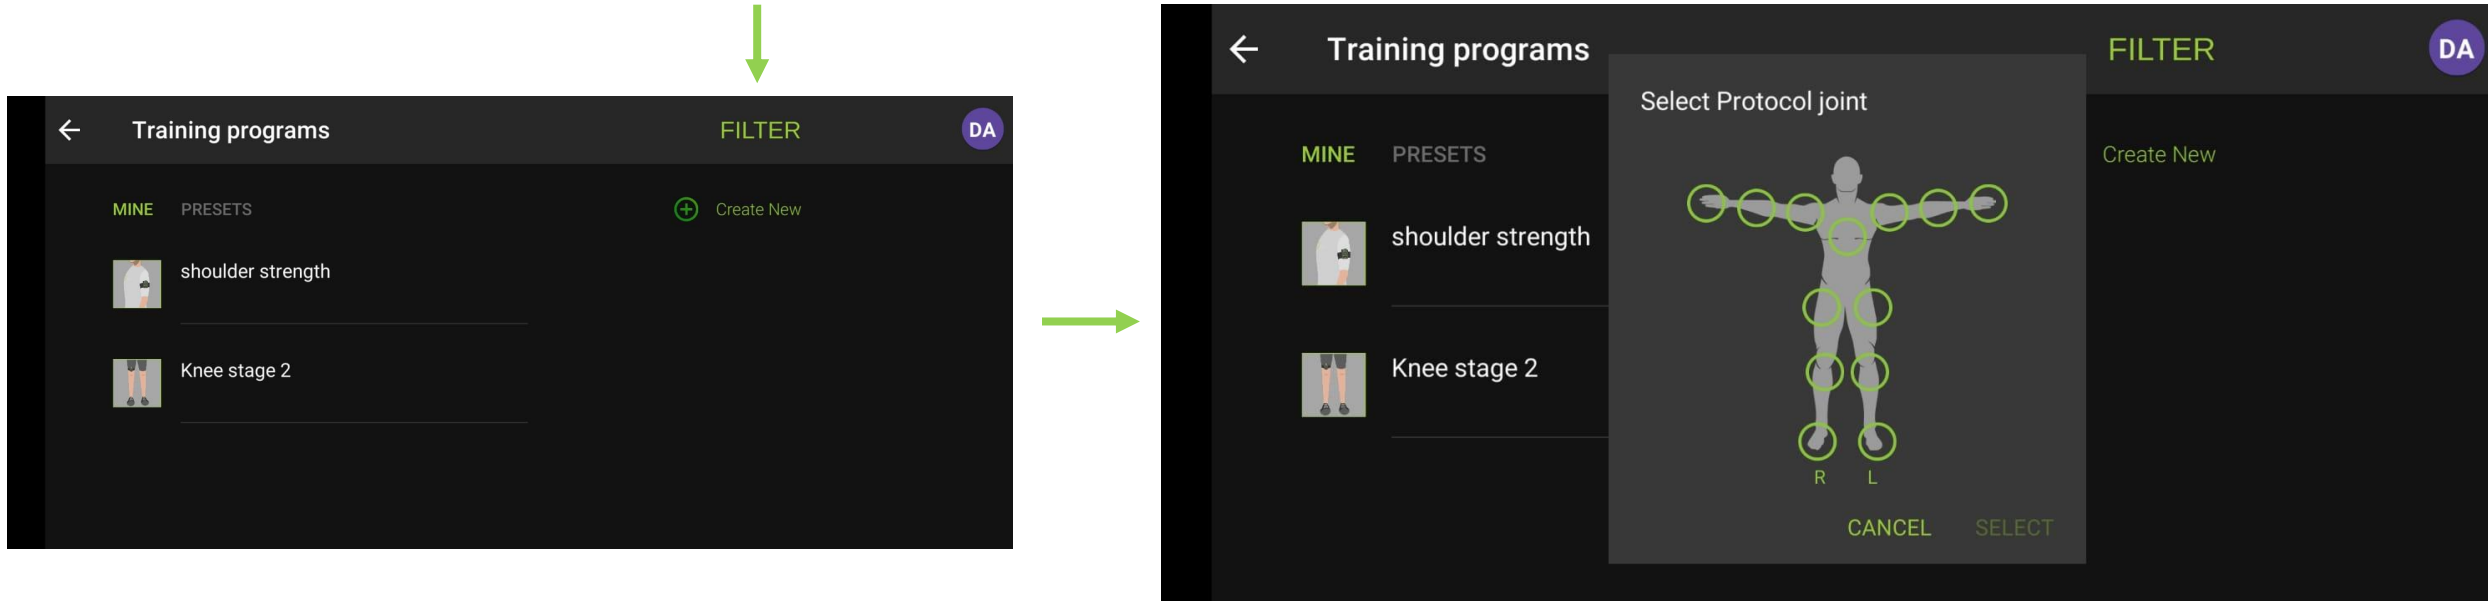 Training programs
FILTER
DA
MINE
PRESETS
Create New
shoulder strength
Knee stage 2
Training programs
FILTER
DA
Select Protocol joint
MINE
PRESETS
Create New
shoulder strength
Knee stage 2
R
L
CANCEL
SELECT